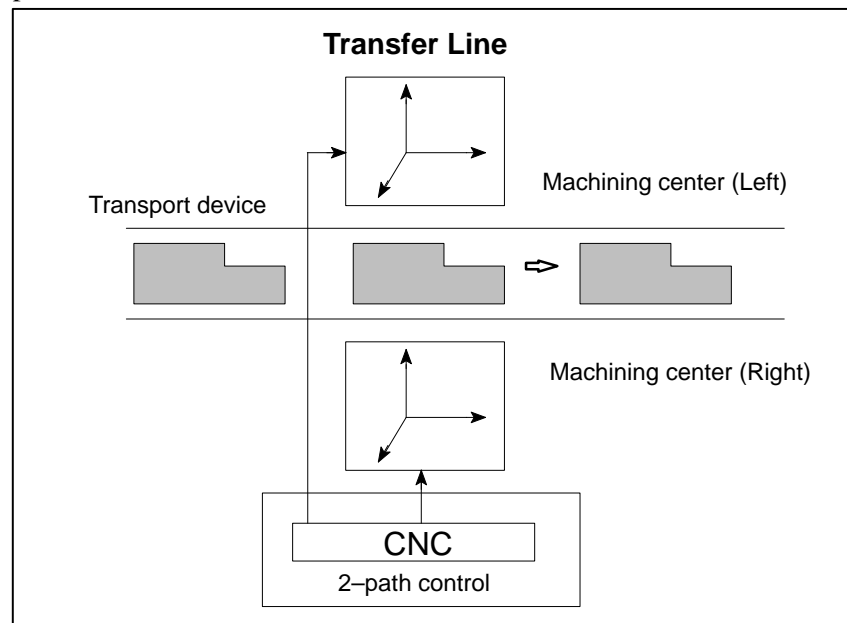 Transfer Line
Machining center (Left)
Transport device
Machining center (Right)
CNC
2–path control